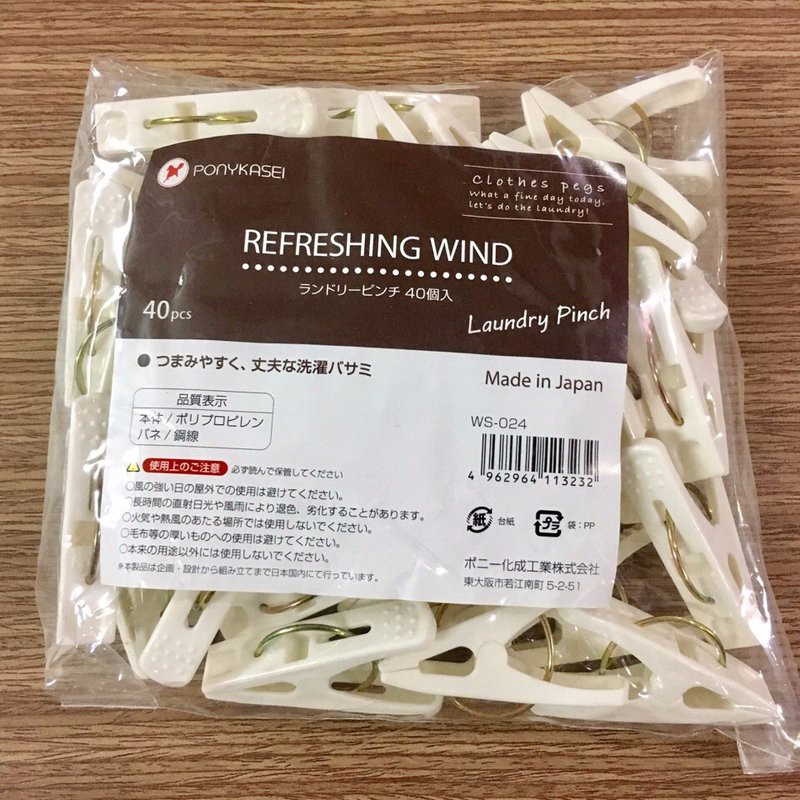 PONYKASEI
Clothes pegs
What a fine day today.
let's do the laundry!
REFRESHING WIND
ランドリーピンチ 40個入
40pcs
Laundry Pinch
● つまみやすく、丈夫な洗濯バサミ
Made in Japan
品質表示
本体/ポリプロピレン
バネ/鋼線
WS-024
4 962964 113232
使用上のご注意 必ず読んで保管してください
○風の強い日の屋外での使用は避けてください。
○長時間の直射日光や風雨により退色、劣化することがあります。
○火気や熱風のあたる場所では使用しないでください。
○毛布等の厚いものへの使用は避けてください。
○本来の用途以外には使用しないでください。
※本製品は企画・設計から組み立てまで日本国内にて行っています。
紙 台紙 プラ 袋:PP
ポニー化成工業株式会社
東大阪市若江南町 5-2-51